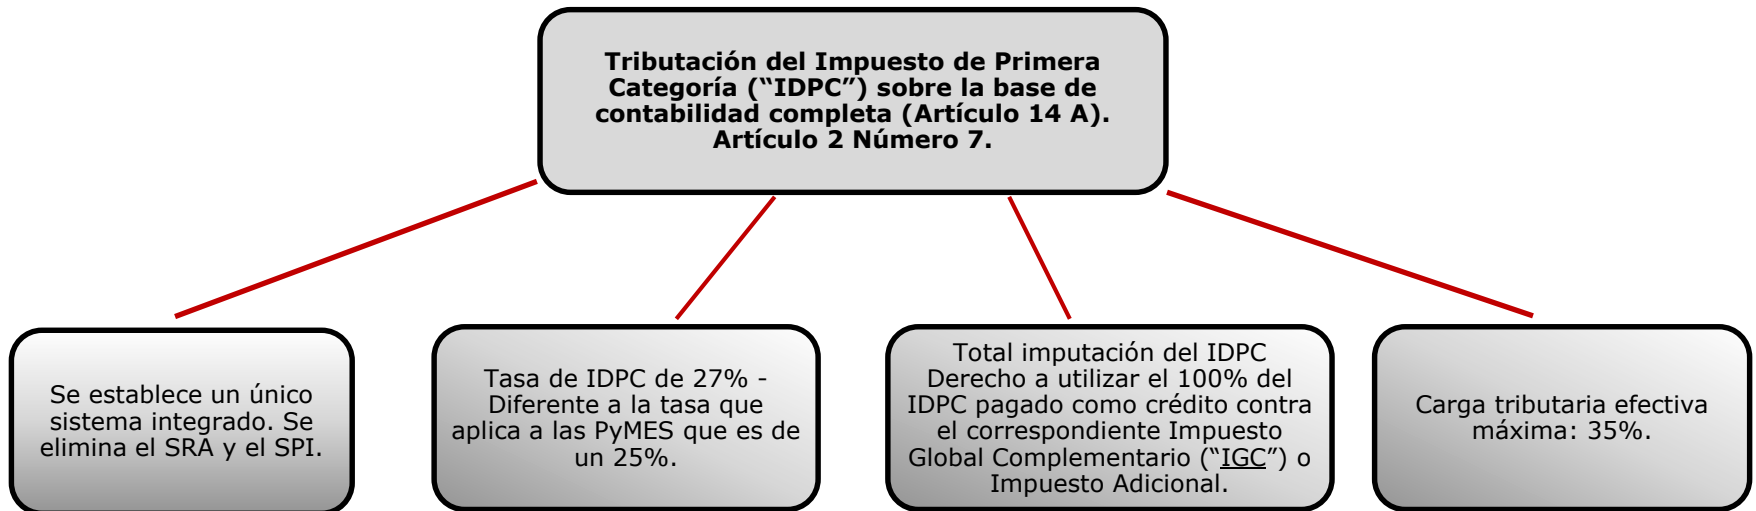 Tributación del Impuesto de Primera
Categoría (“IDPC”) sobre la base de
contabilidad completa (Artículo 14 A).
Artículo 2 Número 7.
Se establece un único
sistema integrado. Se
elimina el SRA y el SPI.
Tasa de IDPC de 27% -
Diferente a la tasa que
aplica a las PyMES que es de
un 25%.
Total imputación del IDPC
Derecho a utilizar el 100% del
IDPC pagado como crédito contra
el correspondiente Impuesto
Global Complementario (“IGC”) o
Impuesto Adicional.
Carga tributaria efectiva
máxima: 35%.